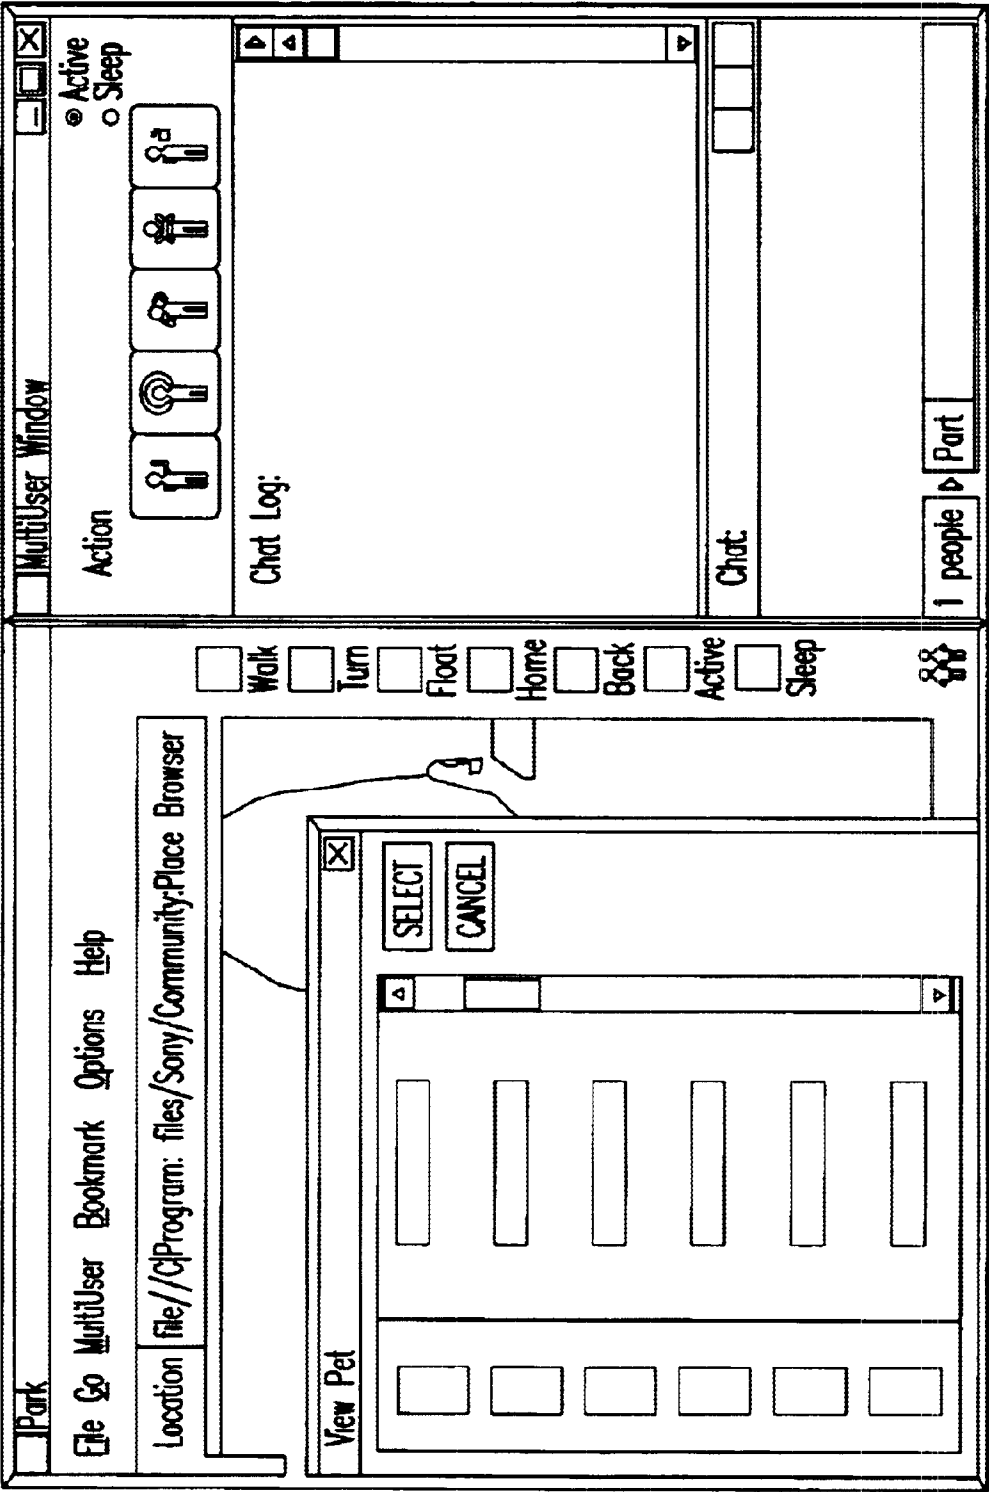 Park
File Go MultiUser Bookmark Options Help
Location file//C|Program: files/Sony/Community:Place Browser
Walk
Turn
Float
Home
Back
Active
Sleep
View Pet
SELECT
CANCEL
MultiUser Window
Action
Active
Sleep
Chat Log:
Chat:
1 people
Part